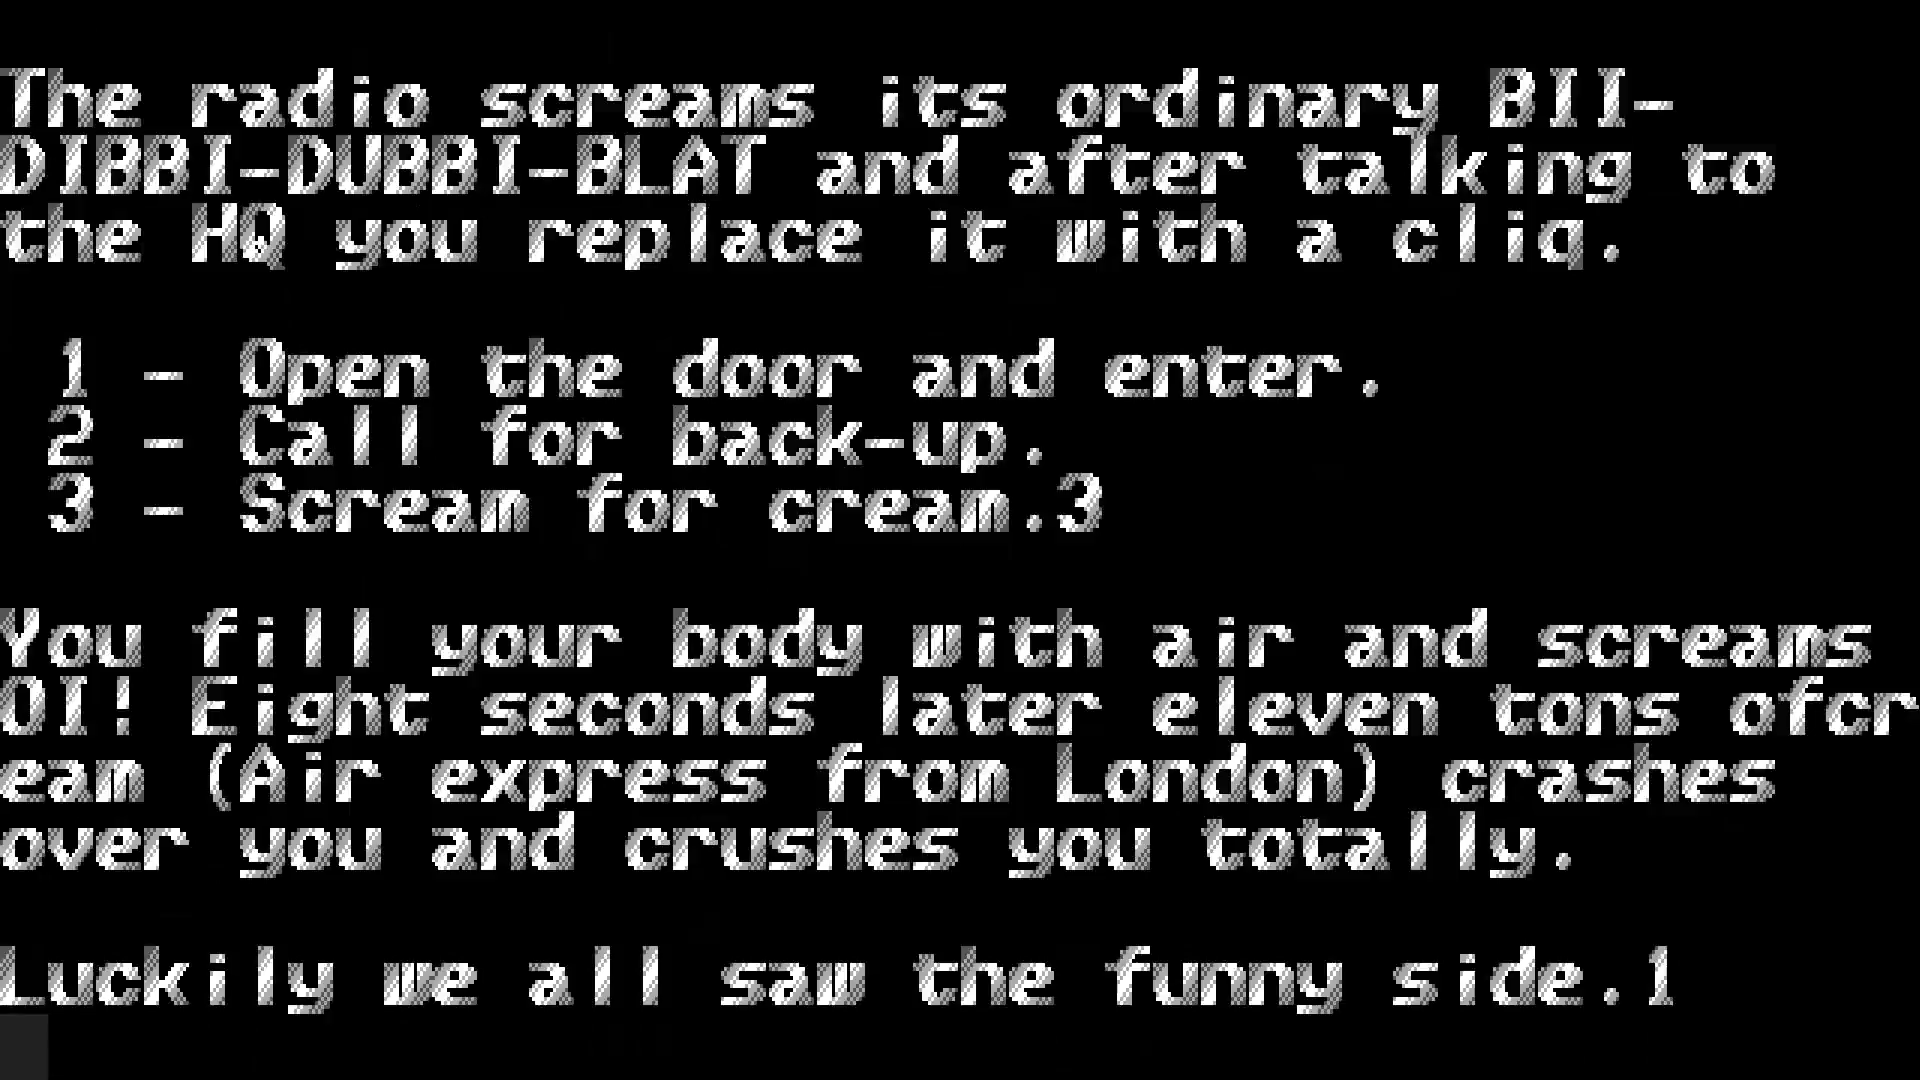 The radio screams its ordinary BII-
DIBBI-DUBBI-BLAT and after talking to
the HQ you replace it with a cliq.
1 - Open the door and enter.
2 - Call for back-up.
3 - Scream for cream.3
You fill your body with air and screams
OI! Eight seconds later eleven tons ofcr
eam (Air express from London) crashes
over you and crushes you totally.
Luckily we all saw the funny side.1